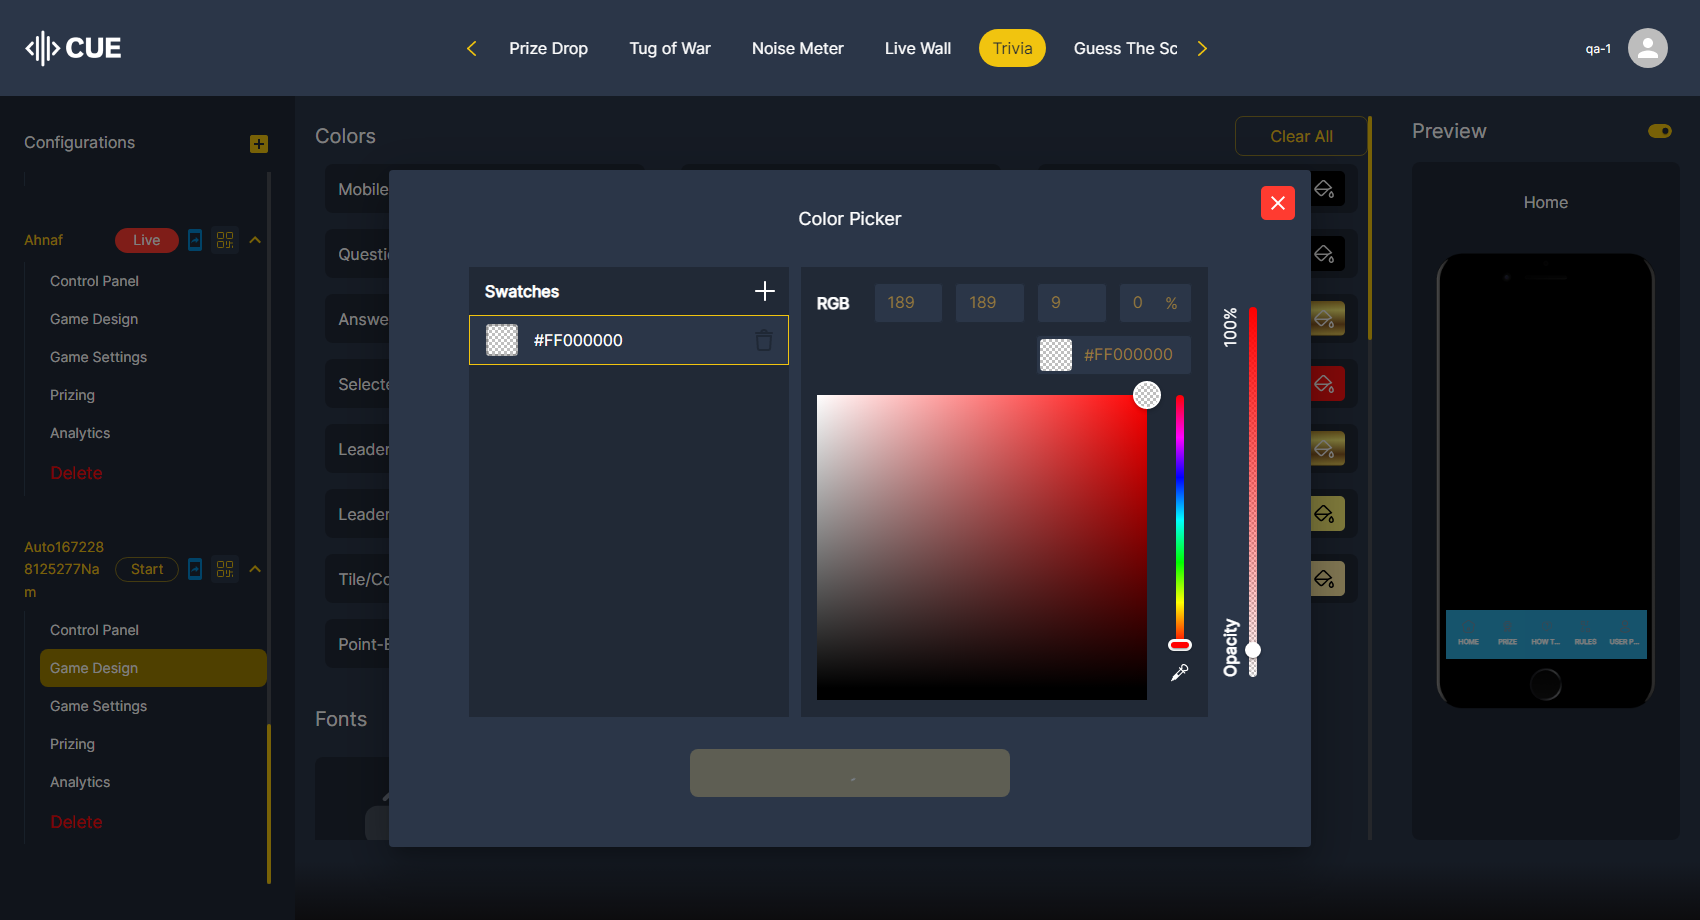 CUE
Prize Drop
Tug of War
Noise Meter
Live Wall
Trivia
Guess The Sc
qa-1
Configurations
Colors
Clear All
Preview
Ahnaf
Live
Control Panel
Game Design
Game Settings
Prizing
Analytics
Delete
Auto167228
8125277Na
m
Start
Control Panel
Game Design
Game Settings
Prizing
Analytics
Delete
Mobile
Questi
Answe
Selecte
Leader
Leader
Tile/Co
Point-B
Fonts
Color Picker
Swatches
#FF000000
RGB
189
189
9
0 %
#FF000000
100%
Opacity
Home
HOME
PRIZE
HOW T...
RULES
USER P...